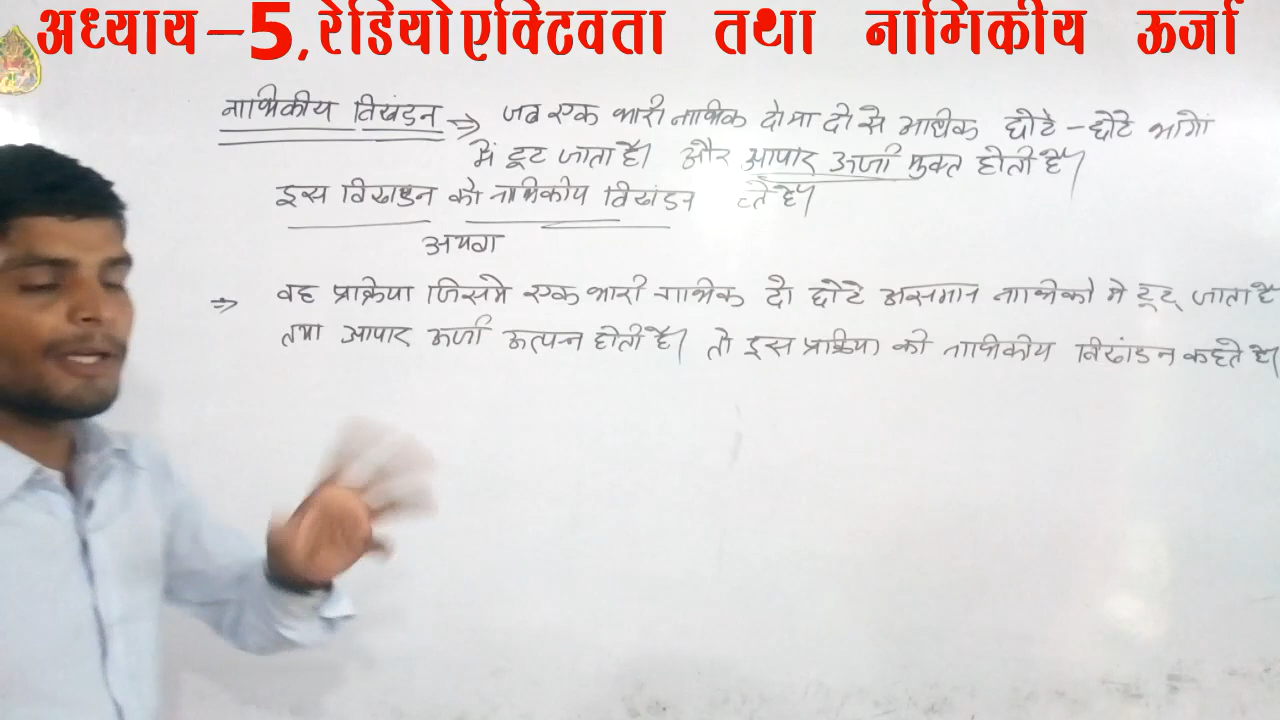 अध्याय-5, रेडियोएक्टिवता तथा नाभिकीय ऊर्जा
नाभिकीय विखंडन ⇒ जब एक भारी नाभिक दो या दो से अधिक छोटे-छोटे भागों
में टूट जाता है। और अपार ऊर्जा मुक्त होती है।
इस विखण्डन को नाभिकीय विखंडन ते है।
अथवा
⇒ वह प्रक्रिया जिसमे एक भारी नाभिक दो छोटे असमान नाभिको मे टूट् जाता है
तथा अपार ऊर्जा उत्पन्न होती है। तो इस प्रक्रिया को नाभिकीय विखंडन कहते है।